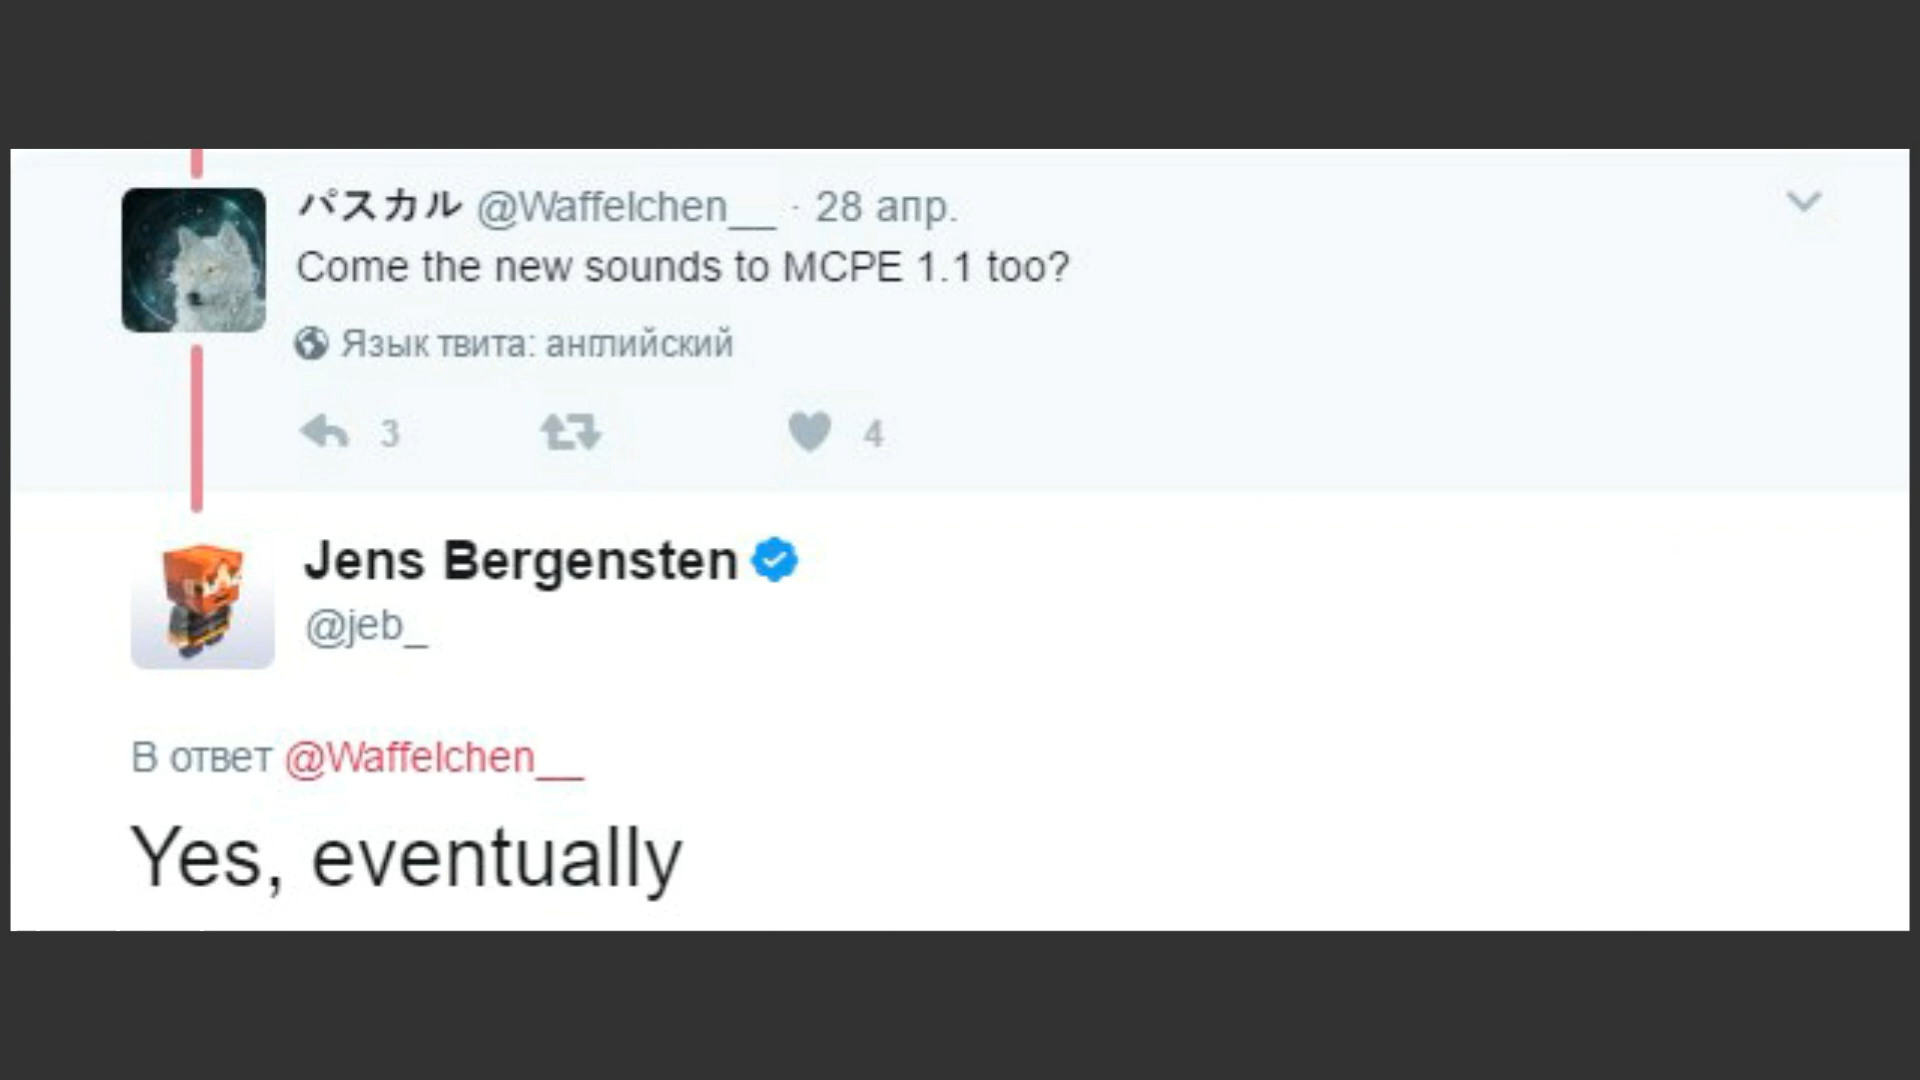 パスカル @Waffelchen__ · 28 апр.
Come the new sounds to MCPE 1.1 too?
Язык твита: английский
3 4
Jens Bergensten
@jeb_
В ответ @Waffelchen__
Yes, eventually